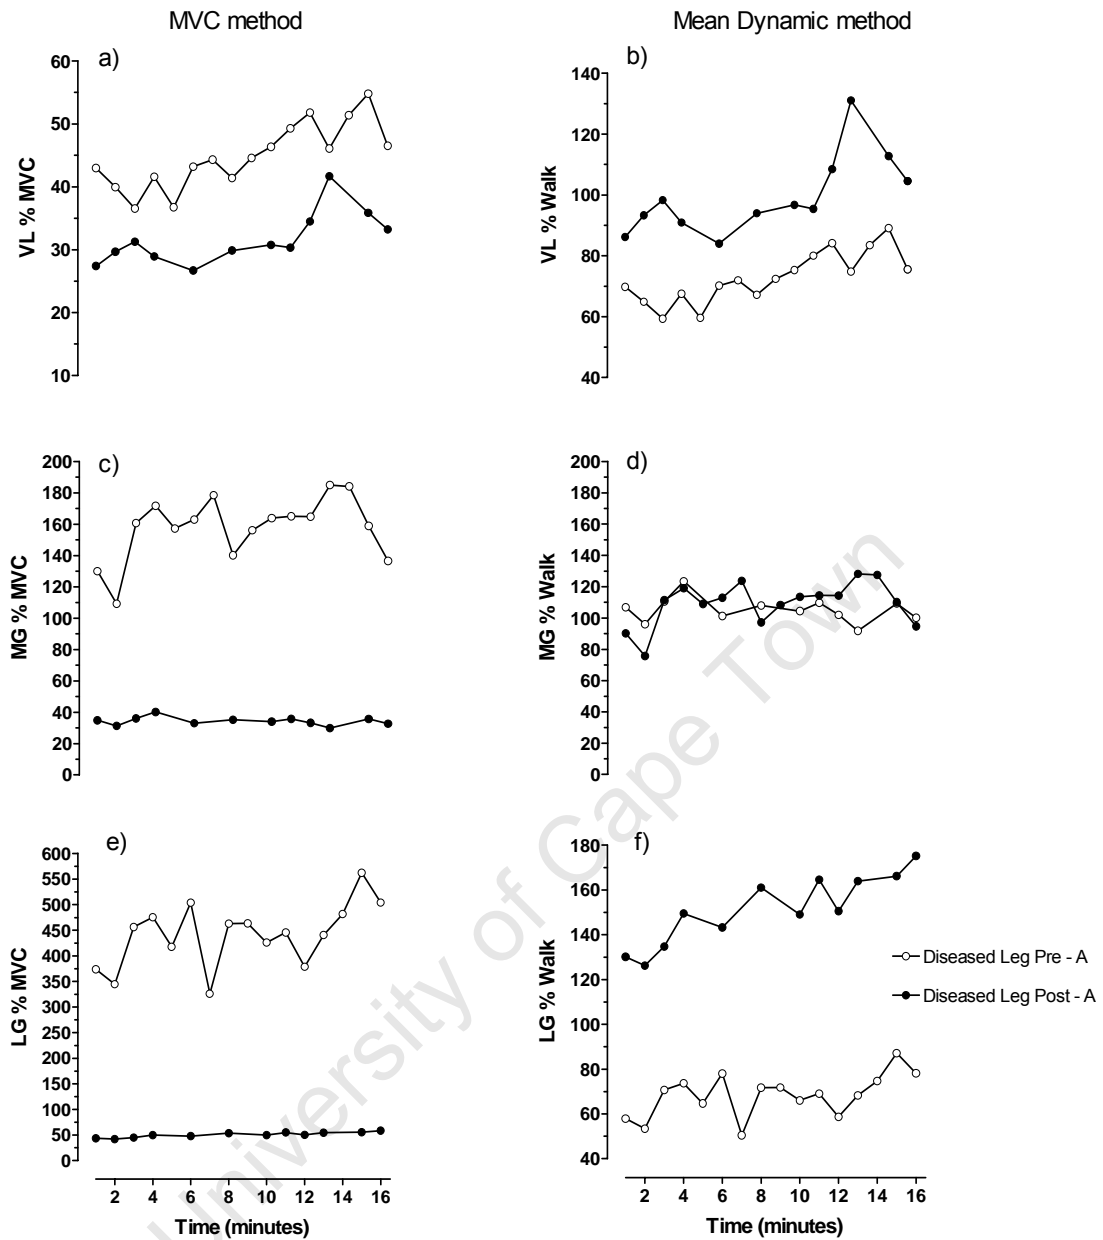 MVC method
Mean Dynamic method
a)
60
50
40
30
20
10
VL % MVC
b)
140
120
100
80
60
40
VL % Walk
c)
200
180
160
140
120
100
80
60
40
20
0
MG % MVC
d)
200
180
160
140
120
100
80
60
40
20
0
MG % Walk
e)
600
550
500
450
400
350
300
250
200
150
100
50
0
LG % MVC
2 4 6 8 10 12 14 16
Time (minutes)
f)
180
160
140
120
100
80
60
40
LG % Walk
Diseased Leg Pre - A
Diseased Leg Post - A
2 4 6 8 10 12 14 16
Time (minutes)
University of Cape Town